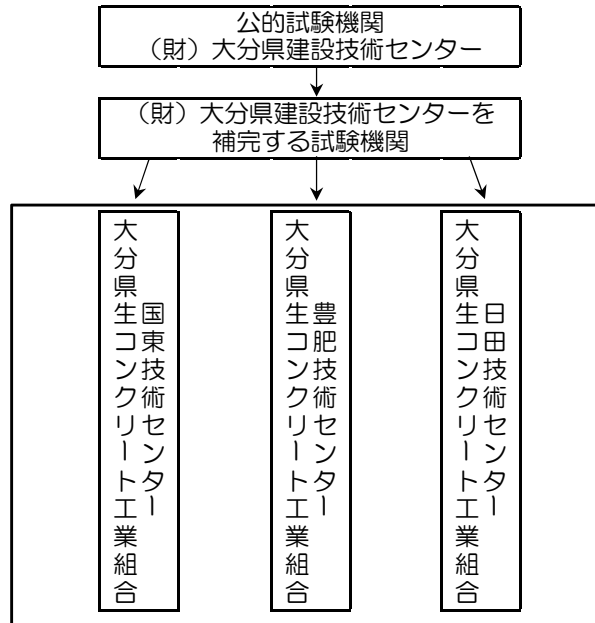 公的試験機関
（財）大分県建設技術センター
（財）大分県建設技術センターを
補完する試験機関
大分県生コンクリート工業組合
国東技術センター
大分県生コンクリート工業組合
豊肥技術センター
大分県生コンクリート工業組合
日田技術センター